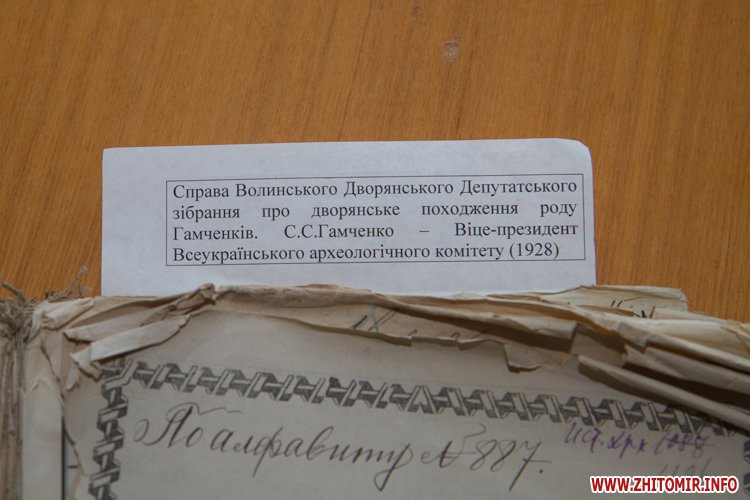 Справа Волинського Дворянського Депутатського
зібрання про дворянське походження роду
Гамченків. С.С.Гамченко – Віце-президент
Всеукраїнського археологічного комітету (1928)
По алфавиту № 887.
WWW.ZHITOMIR.INFO